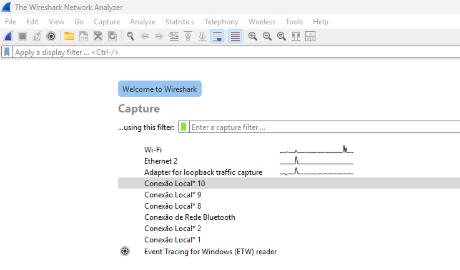 The Wireshark Network Analyzer
File Edit View Go Capture Analyze Statistics Telephony Wireless Tools Help
Apply a display filter ... <Ctrl-/>
Welcome to Wireshark
Capture
...using this filter: Enter a capture filter ...
Wi-Fi
Ethernet 2
Adapter for loopback traffic capture
Conexão Local* 10
Conexão Local* 9
Conexão Local* 8
Conexão de Rede Bluetooth
Conexão Local* 2
Conexão Local* 1
Event Tracing for Windows (ETW) reader